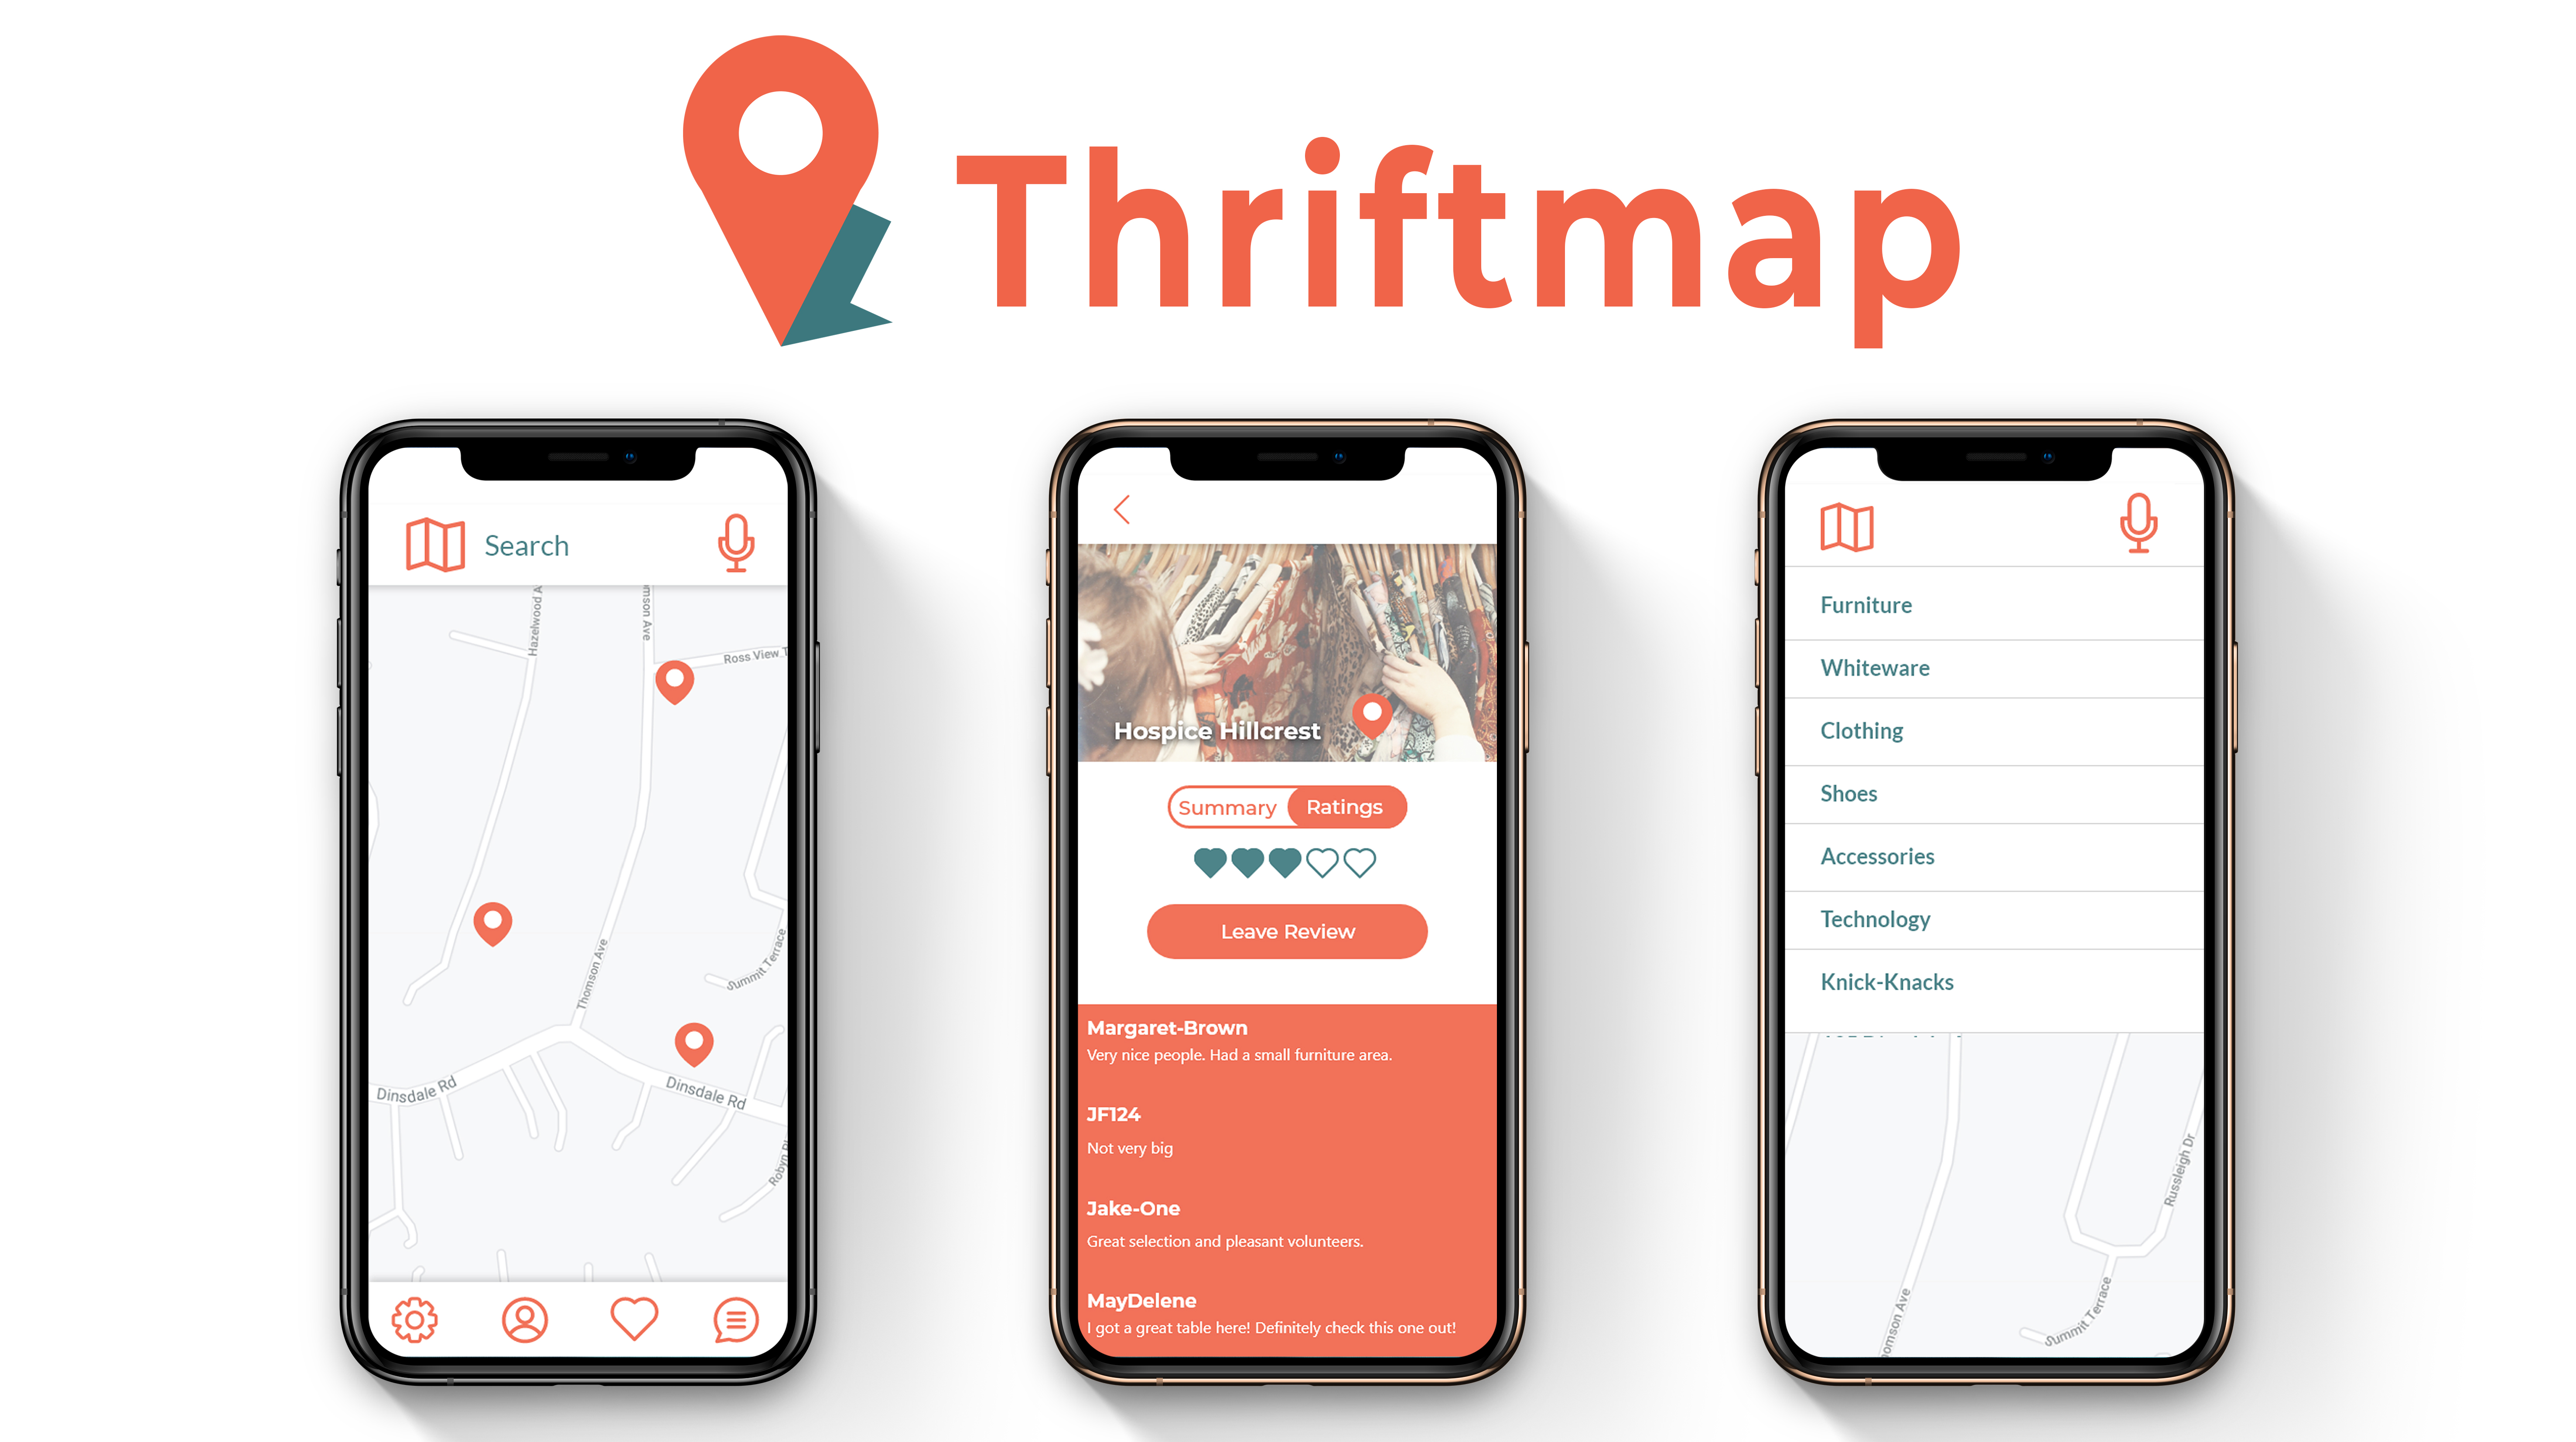 Thriftmap
Search
Hazelwood A
mson Ave
Ross View T
Thomson Ave
Summit Terrace
Dinsdale Rd
Dinsdale Rd
Hospice Hillcrest
Summary
Ratings
Leave Review
Margaret-Brown
Very nice people. Had a small furniture area.
JF124
Not very big
Jake-One
Great selection and pleasant volunteers.
MayDelene
I got a great table here! Definitely check this one out!
Furniture
Whiteware
Clothing
Shoes
Accessories
Technology
Knick-Knacks
Russleigh Dr
Summit Terrace
omson Ave